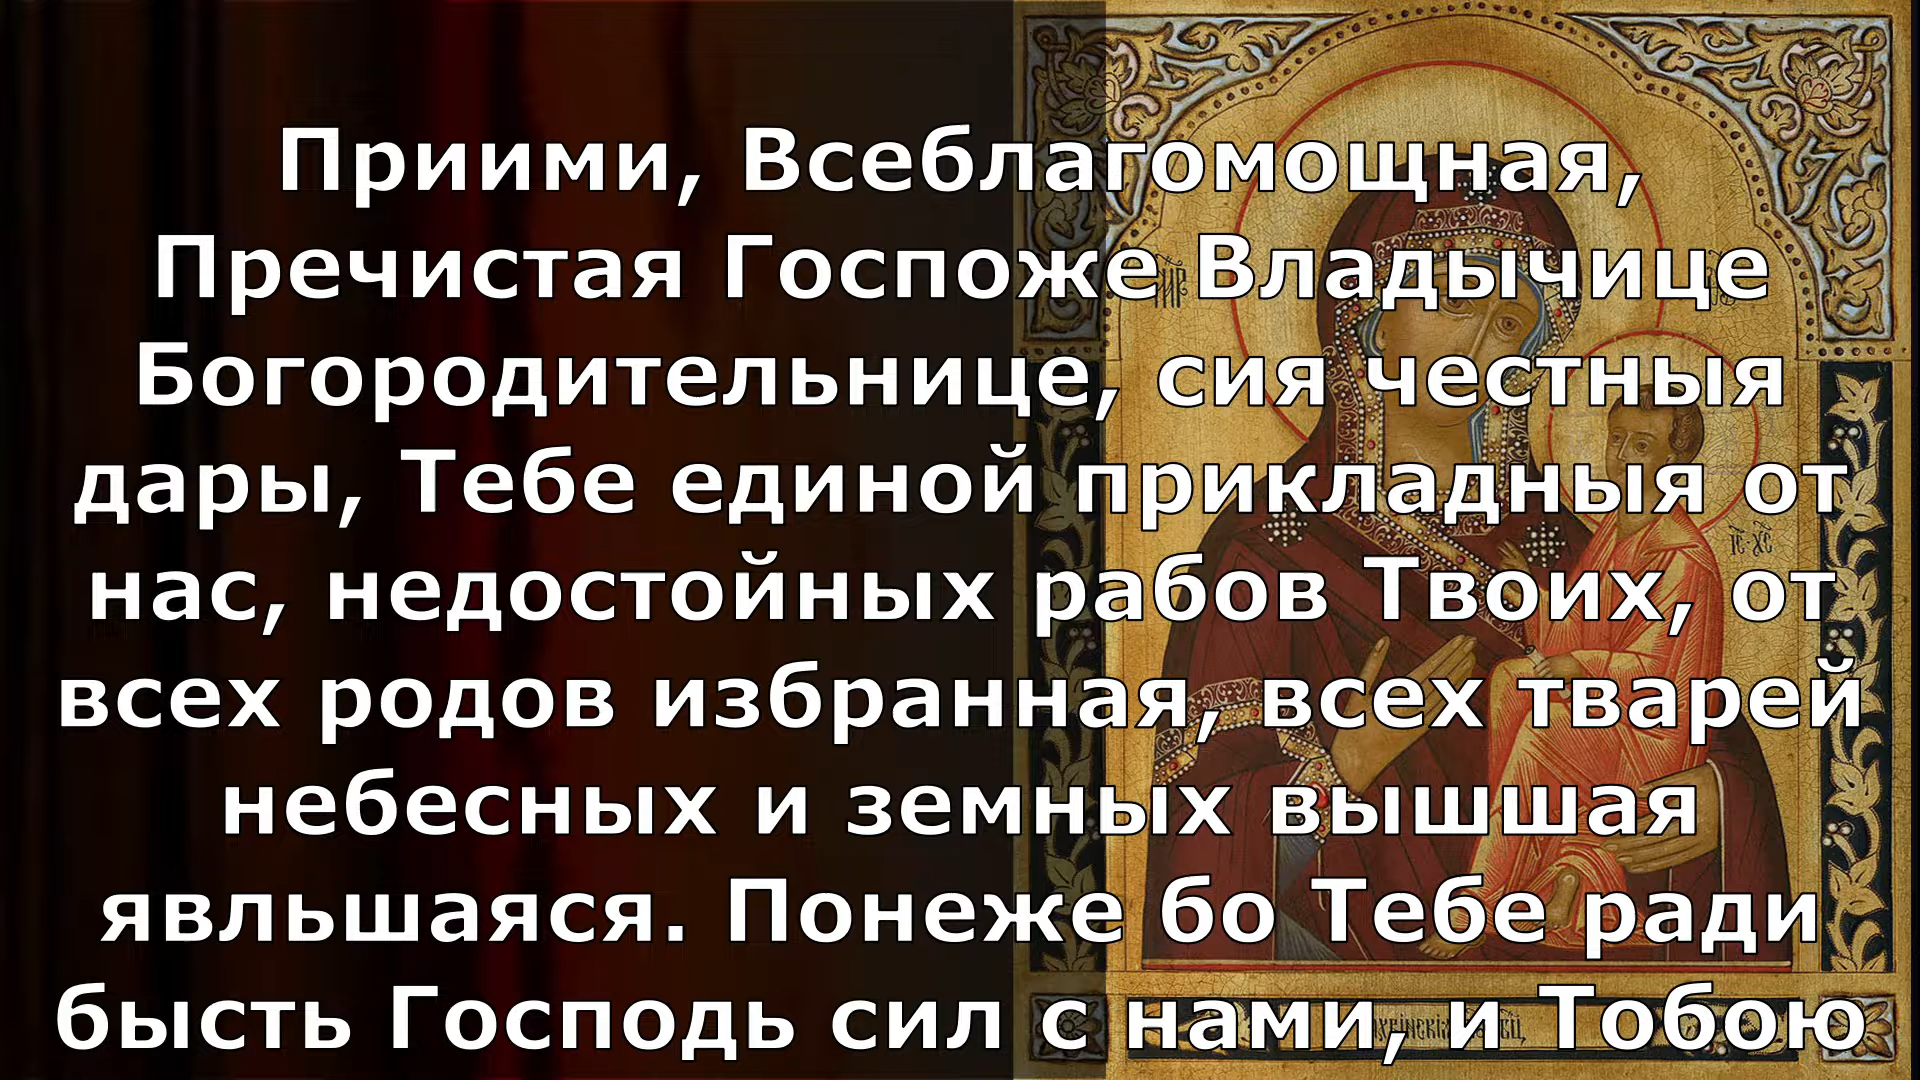 Приими, Всеблагомощная,
Пречистая Госпоже Владычице
Богородительнице, сия честныя
дары, Тебе единой прикладныя от
нас, недостойных рабов Твоих, от
всех родов избранная, всех тварей
небесных и земных вышшая
явльшаяся. Понеже бо Тебе ради
бысть Господь сил с нами, и Тобою